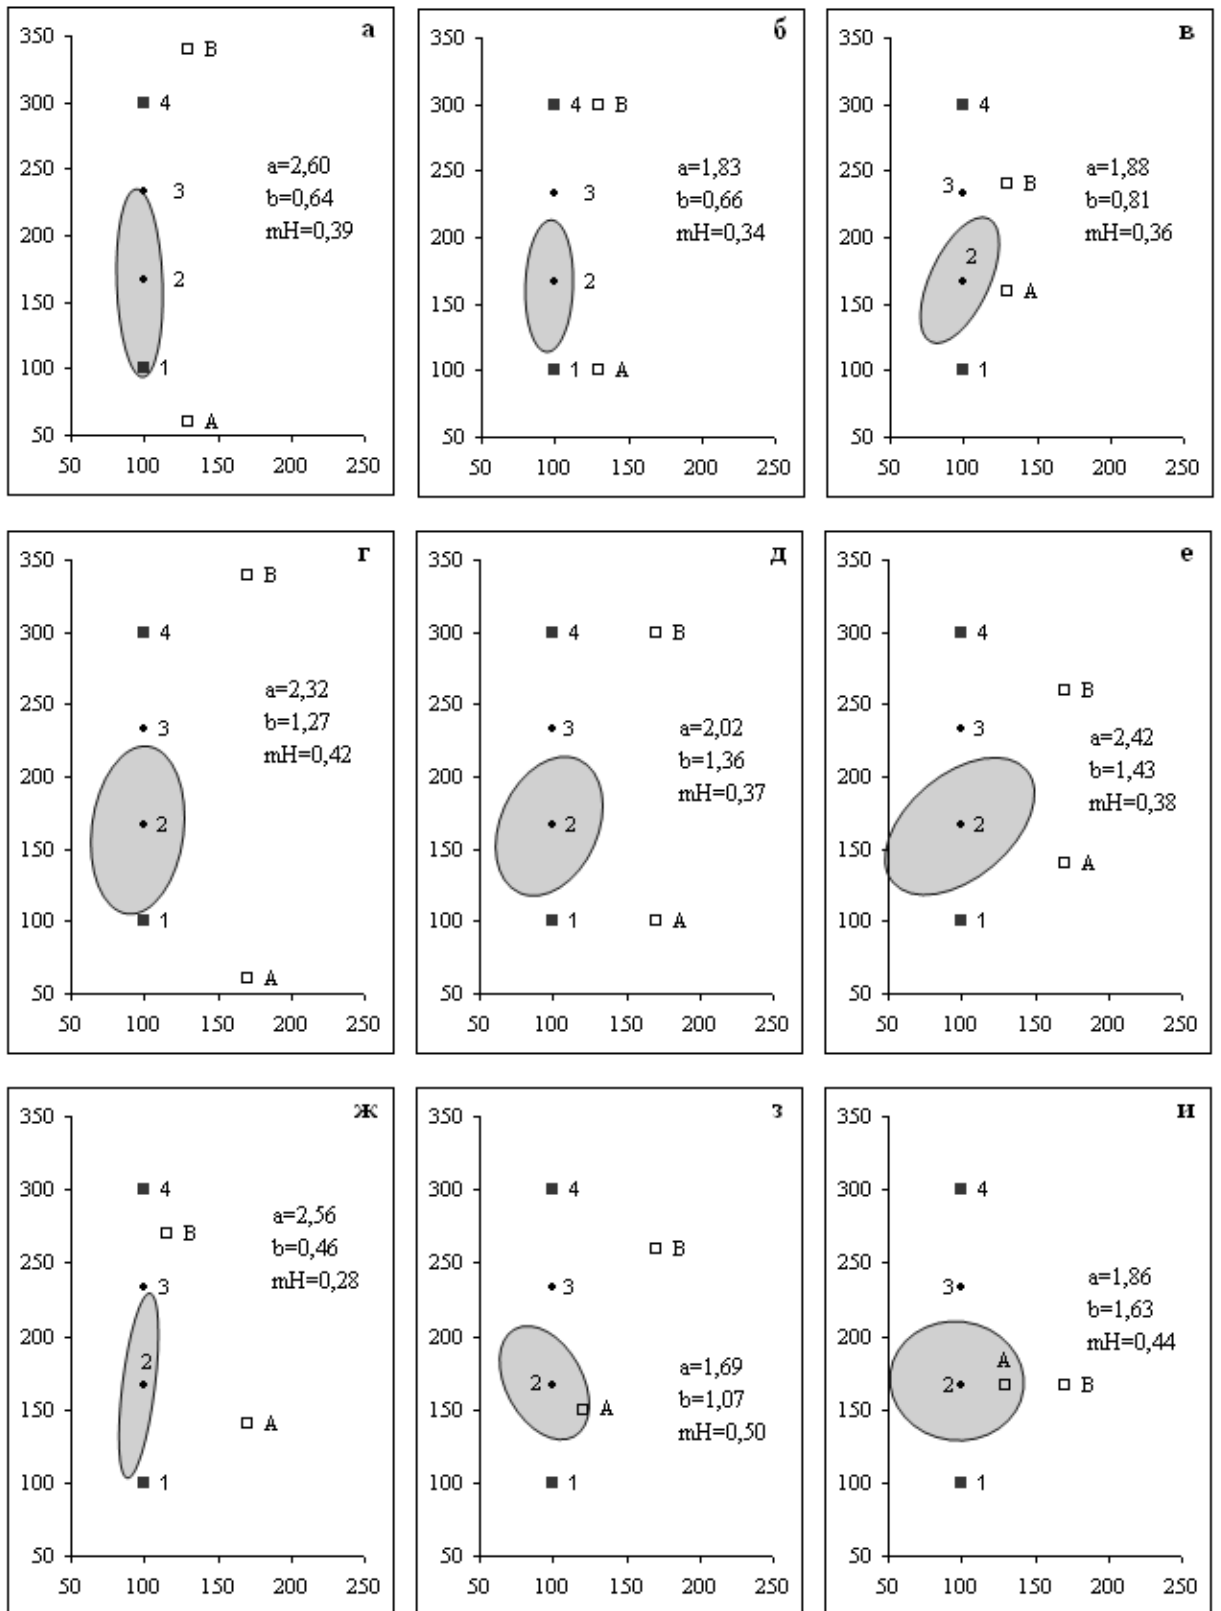 а
350
B
300
4
250
a=2,60
3
b=0,64
200
mH=0,39
2
150
100
1
A
50
50 100 150 200 250
б
350
300
4 B
250
a=1,83
3
b=0,66
200
mH=0,34
2
150
100
1 A
50
50 100 150 200 250
в
350
300
4
250
a=1,88
3 B
b=0,81
200
mH=0,36
2
150
A
100
1
50
50 100 150 200 250
г
350
B
300
4
250
a=2,32
3
b=1,27
200
mH=0,42
2
150
100
1
A
50
50 100 150 200 250
д
350
300
4 B
250
3
a=2,02
200
b=1,36
mH=0,37
2
150
100
1 A
50
50 100 150 200 250
е
350
300
4
250
B
3
a=2,42
200
b=1,43
mH=0,38
2
150
A
100
1
50
50 100 150 200 250
ж
350
300
4
a=2,56
B
250
b=0,46
3
mH=0,28
200
2
150
A
100
1
50
50 100 150 200 250
з
350
300
4
250
B
3
200
2
a=1,69
150
A
b=1,07
mH=0,50
100
1
50
50 100 150 200 250
и
350
300
4
250
3
a=1,86
200
b=1,63
A
mH=0,44
2 B
150
100
1
50
50 100 150 200 250